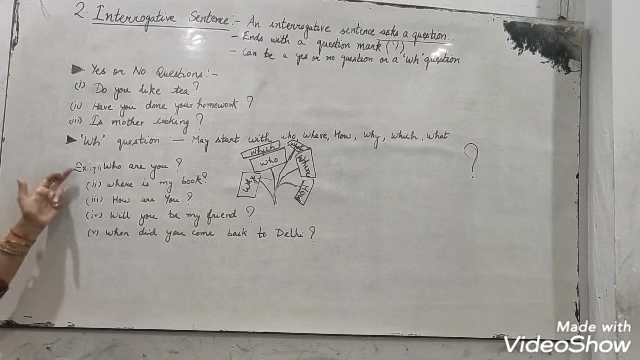 2. Interrogative Sentence:- An interrogative sentence asks a question.
- Ends with a question mark (?)
- Can be a yes or no question or a 'Wh' question
▶ Yes or No Questions:-
(i) Do you like tea?
(ii) Have you done your homework?
(iii) Is mother cooking?
▶ "Wh" question :- May start with who, where, How, why, which, what
Ex:- (i) Who are you?
(ii) Where is my book?
(iii) How are You?
(iv) Will you be my friend?
(v) When did you come back to Delhi?
which
who
Why
Where
How
?
Made with
VideoShow